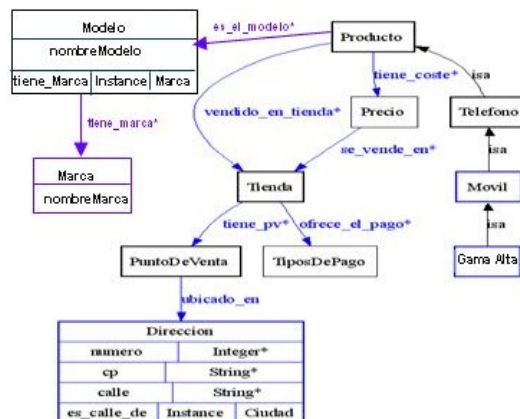 Modelo
nombreModelo
tiene_Marca Instance Marca
es_el_modelo*
Producto
tiene_coste*
isa
vendido_en_tienda*
Precio
Telefono
tiene_marca*
se_vende_en*
isa
Marca
nombreMarca
Tienda
Movil
tiene_pv* ofrece_el_pago*
isa
PuntoDeVenta
TiposDePago
Gama Alta
ubicado_en
Direccion
numero Integer*
cp String*
calle String*
es_calle_de Instance Ciudad